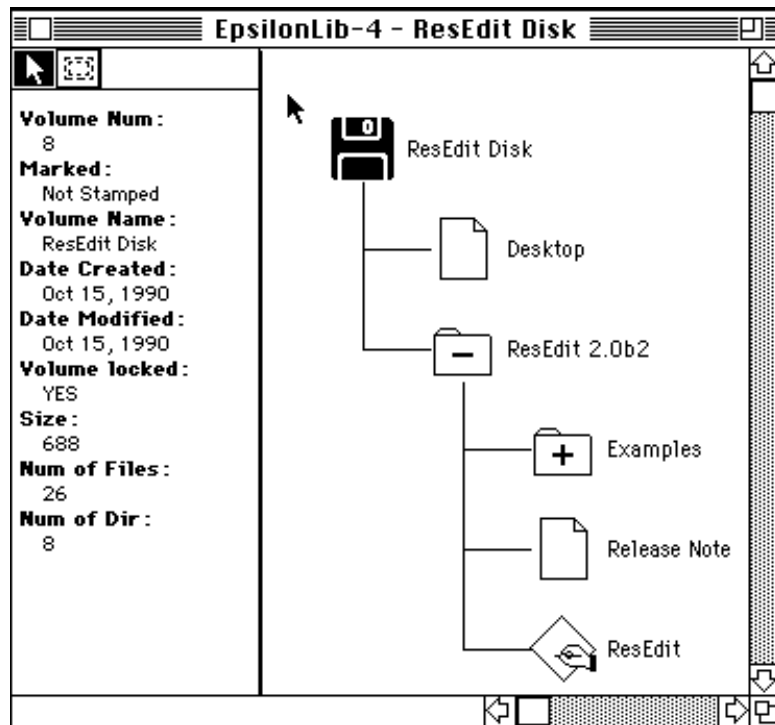 EpsilonLib-4 - ResEdit Disk
Volume Num:
8
Marked:
Not Stamped
Volume Name:
ResEdit Disk
Date Created:
Oct 15, 1990
Date Modified:
Oct 15, 1990
Volume locked:
YES
Size:
688
Num of Files:
26
Num of Dir:
8
0
ResEdit Disk
Desktop
ResEdit 2.0b2
Examples
Release Note
ResEdit